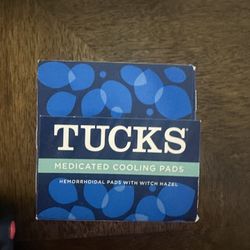 TUCKS®
MEDICATED COOLING PADS
HEMORRHOIDAL PADS WITH WITCH HAZEL